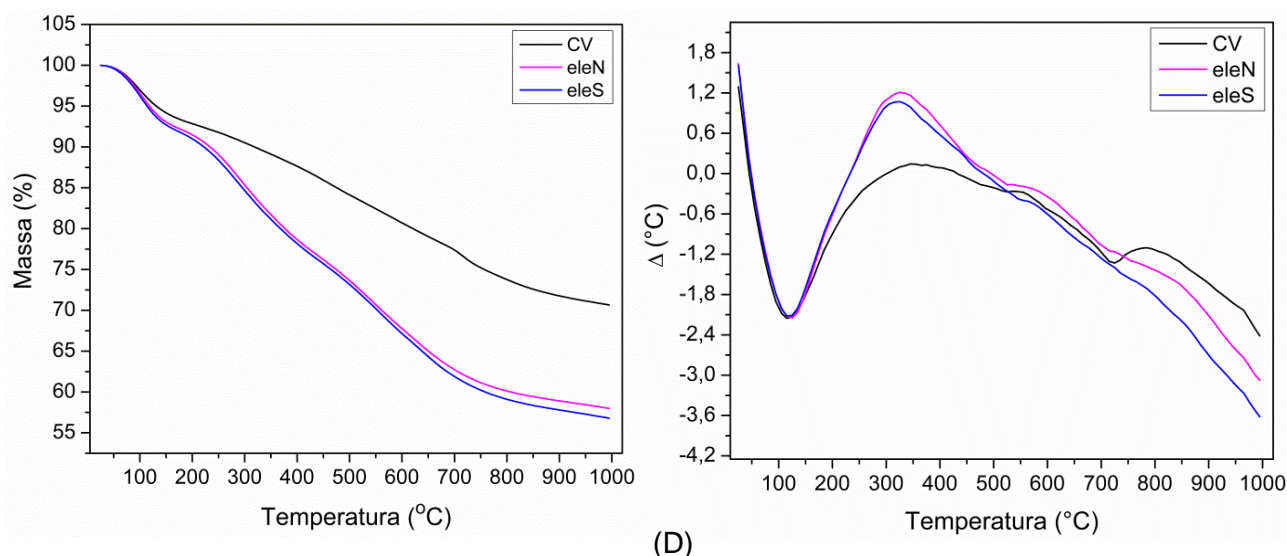 105
100
95
90
85
80
75
70
65
60
55
Massa (%)
100 200 300 400 500 600 700 800 900 1000
Temperatura (°C)
CV
eleN
eleS
1,8
1,2
0,6
0,0
-0,6
-1,2
-1,8
-2,4
-3,0
-3,6
-4,2
Δ (°C)
100 200 300 400 500 600 700 800 900 1000
Temperatura (°C)
CV
eleN
eleS
(D)